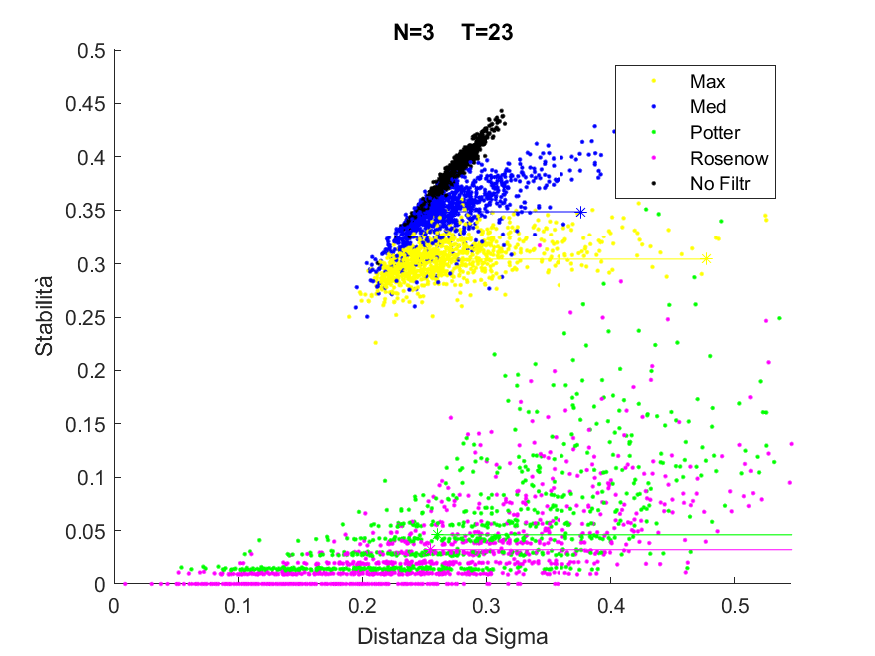 N=3 T=23
0.5
0.45
0.4
0.35
0.3
0.25
0.2
0.15
0.1
0.05
0
Stabilità
Max
Med
Potter
Rosenow
No Filtr
0 0.1 0.2 0.3 0.4 0.5
Distanza da Sigma